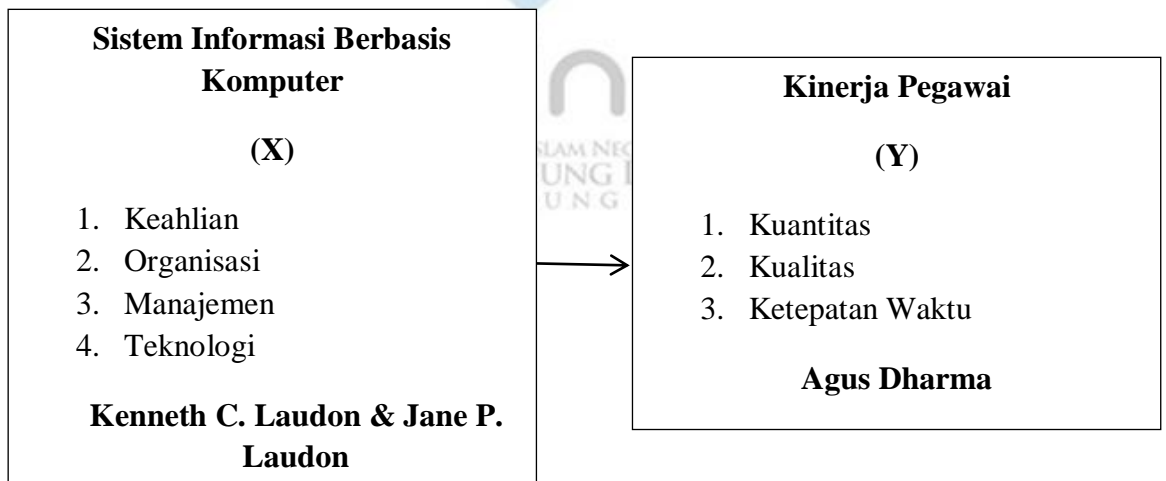 Sistem Informasi Berbasis
Komputer
(X)
1. Keahlian
2. Organisasi
3. Manajemen
4. Teknologi
Kenneth C. Laudon & Jane P.
Laudon
Kinerja Pegawai
(Y)
1. Kuantitas
2. Kualitas
3. Ketepatan Waktu
Agus Dharma